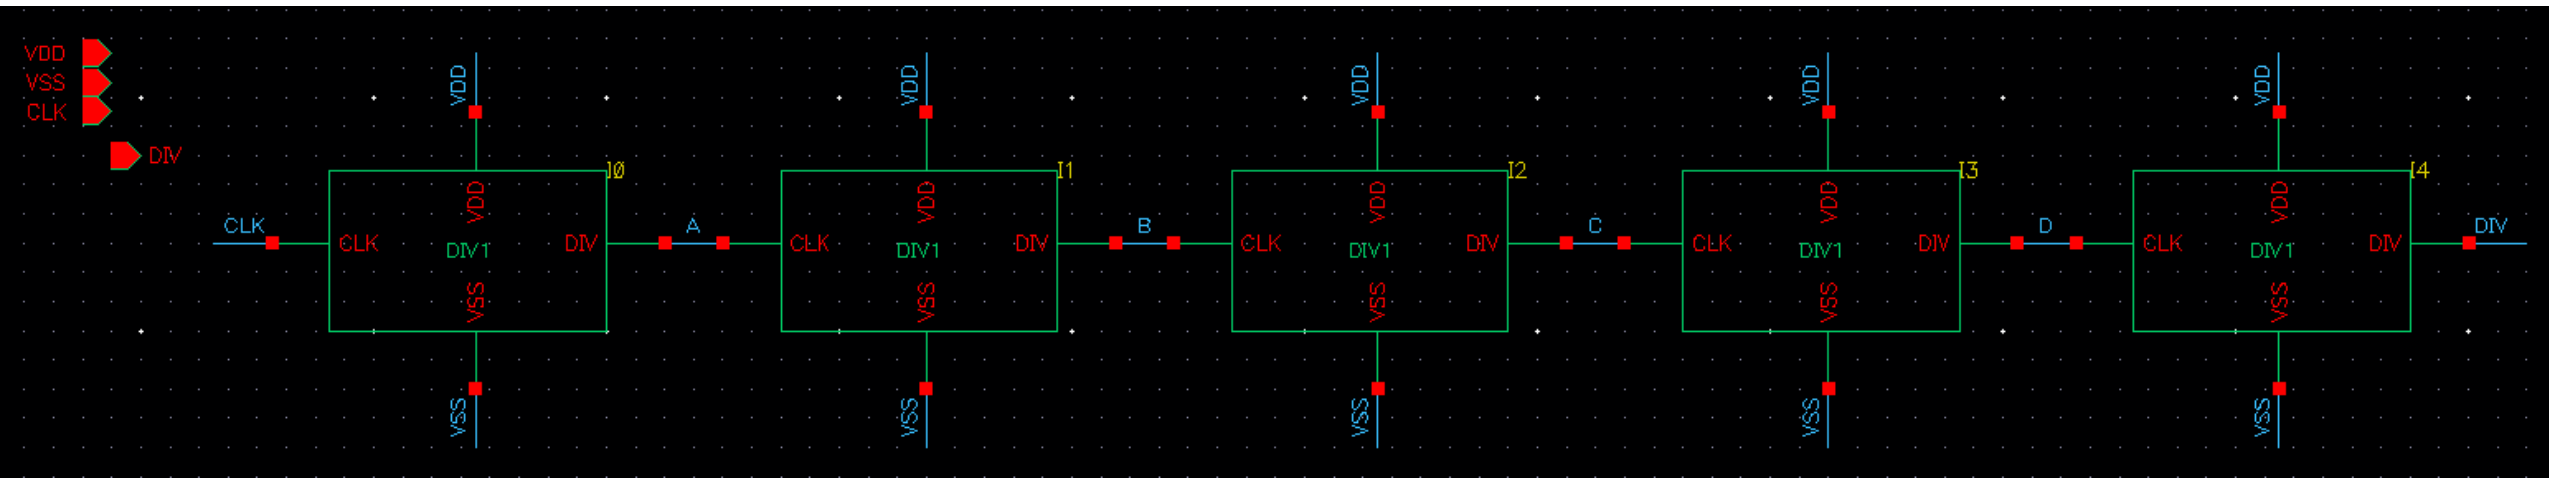 VDD
VSS
CLK
DIV
VDD VDD VDD VDD VDD
I0 I1 I2 I3 I4
VDD VDD VDD VDD VDD
CLK A B C D DIV
CLK DIV CLK DIV CLK DIV CLK DIV CLK DIV
DIV1 DIV1 DIV1 DIV1 DIV1
VSS VSS VSS VSS VSS
VSS VSS VSS VSS VSS